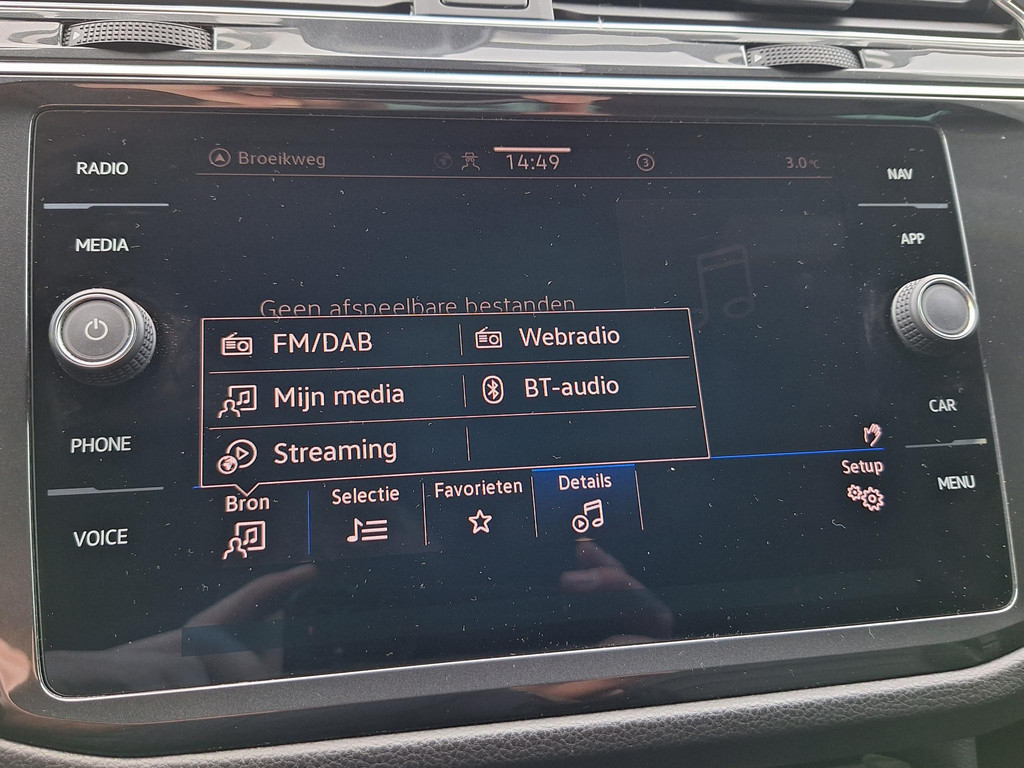 RADIO
MEDIA
PHONE
VOICE
Broeikweg
14:49
3
3.0°C
Geen afspeelbare bestanden
FM/DAB
Webradio
Mijn media
BT-audio
Streaming
Bron
Selectie
Favorieten
Details
Setup
NAV
APP
CAR
MENU